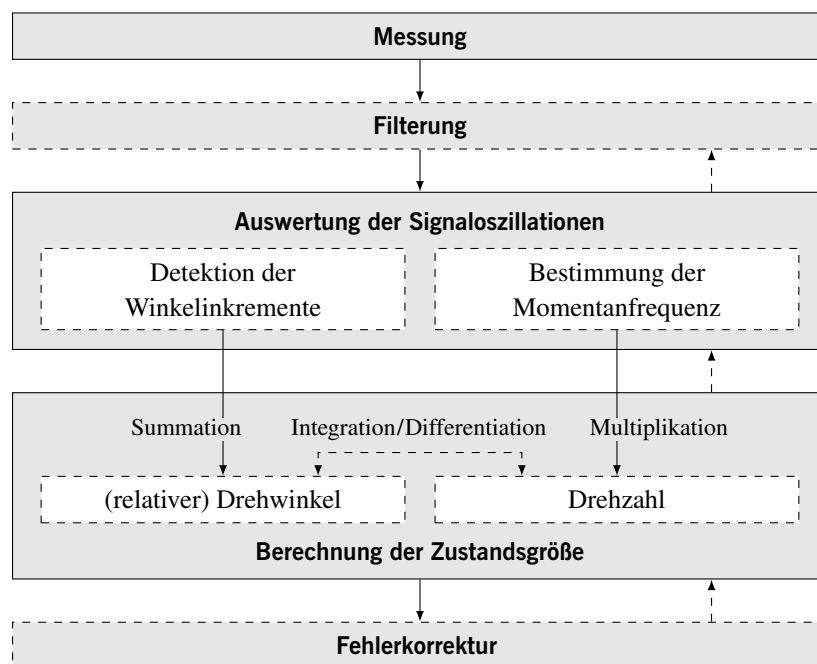 Messung
Filterung
Auswertung der Signaloszillationen
Detektion der
Winkelinkremente
Bestimmung der
Momentanfrequenz
Summation
Integration/Differentiation
Multiplikation
(relativer) Drehwinkel
Drehzahl
Berechnung der Zustandsgröße
Fehlerkorrektur